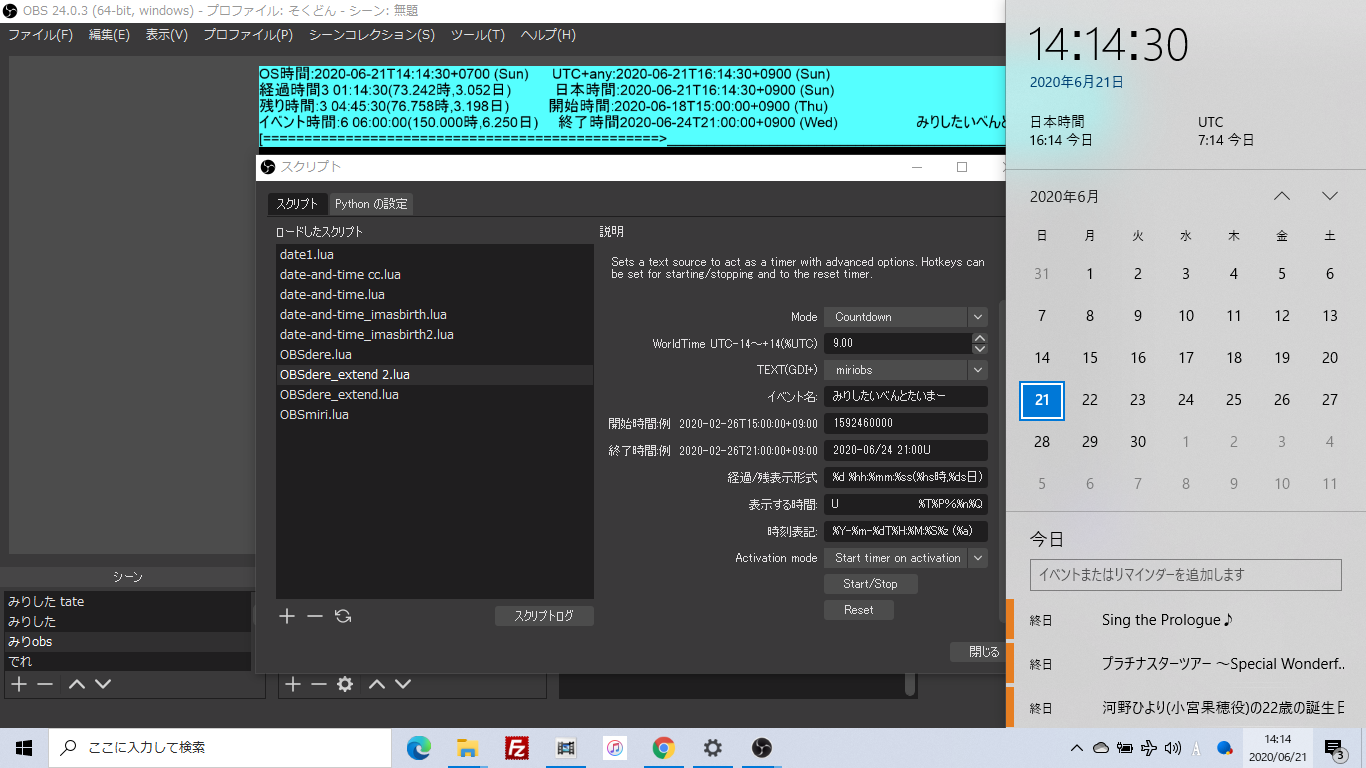 OBS 24.0.3 (64-bit, windows) - プロファイル: そくどん - シーン: 無題
ファイル(F) 編集(E) 表示(V) プロファイル(P) シーンコレクション(S) ツール(T) ヘルプ(H)
OS時間:2020-06-21T14:14:30+0700 (Sun) UTC+any:2020-06-21T16:14:30+0900 (Sun)
経過時間3 01:14:30(73.242時,3.052日) 日本時間:2020-06-21T16:14:30+0900 (Sun)
残り時間:3 04:45:30(76.758時,3.198日) 開始時間:2020-06-18T15:00:00+0900 (Thu)
イベント時間:6 06:00:00(150.000時,6.250日) 終了時間2020-06-24T21:00:00+0900 (Wed) みりしたいべんと
スクリプト
スクリプト Python の設定
ロードしたスクリプト
date1.lua
date-and-time cc.lua
date-and-time.lua
date-and-time_imasbirth.lua
date-and-time_imasbirth2.lua
OBSdere.lua
OBSdere_extend 2.lua
OBSdere_extend.lua
OBSmiri.lua
スクリプトログ
説明
Sets a text source to act as a timer with advanced options. Hotkeys can
be set for starting/stopping and to the reset timer.
Mode Countdown
WorldTime UTC-14～+14(%UTC) 9.00
TEXT(GDI+) miriobs
イベント名: みりしたいべんとたいまー
開始時間:例 2020-02-26T15:00:00+09:00 1592460000
終了時間:例 2020-02-26T21:00:00+09:00 2020-06/24 21:00U
経過/残表示形式 %d %hh:%mm:%ss(%hs時,%ds日)
表示する時間: U %T%P%%n%Q
時刻表記: %Y-%m-%dT%H:%M:%S%z (%a)
Activation mode Start timer on activation
Start/Stop
Reset
閉じる
シーン
みりした tate
みりした
みりobs
でれ
14:14:30
2020年6月21日
日本時間 UTC
16:14 今日 7:14 今日
2020年6月
日 月 火 水 木 金 土
31 1 2 3 4 5 6
7 8 9 10 11 12 13
14 15 16 17 18 19 20
21 22 23 24 25 26 27
28 29 30 1 2 3 4
5 6 7 8 9 10 11
今日
イベントまたはリマインダーを追加します
終日 Sing the Prologue♪
終日 プラチナスターツアー ～Special Wonderf..
終日 河野ひより(小宮果穂役)の22歳の誕生日
ここに入力して検索
A
14:14
2020/06/21
3